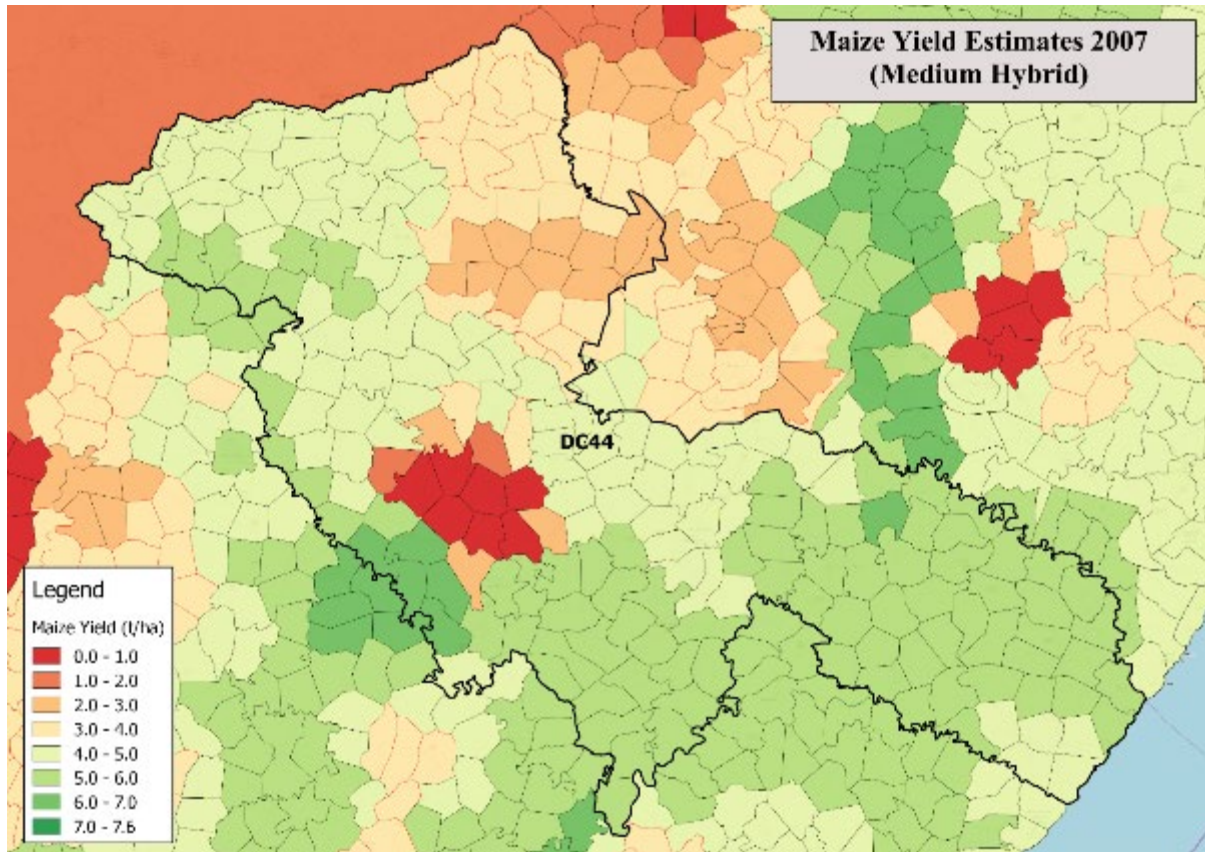 Maize Yield Estimates 2007
(Medium Hybrid)
DC44
Legend
Maize Yield (t/ha)
0.0 - 1.0
1.0 - 2.0
2.0 - 3.0
3.0 - 4.0
4.0 - 5.0
5.0 - 6.0
6.0 - 7.0
7.0 - 7.6